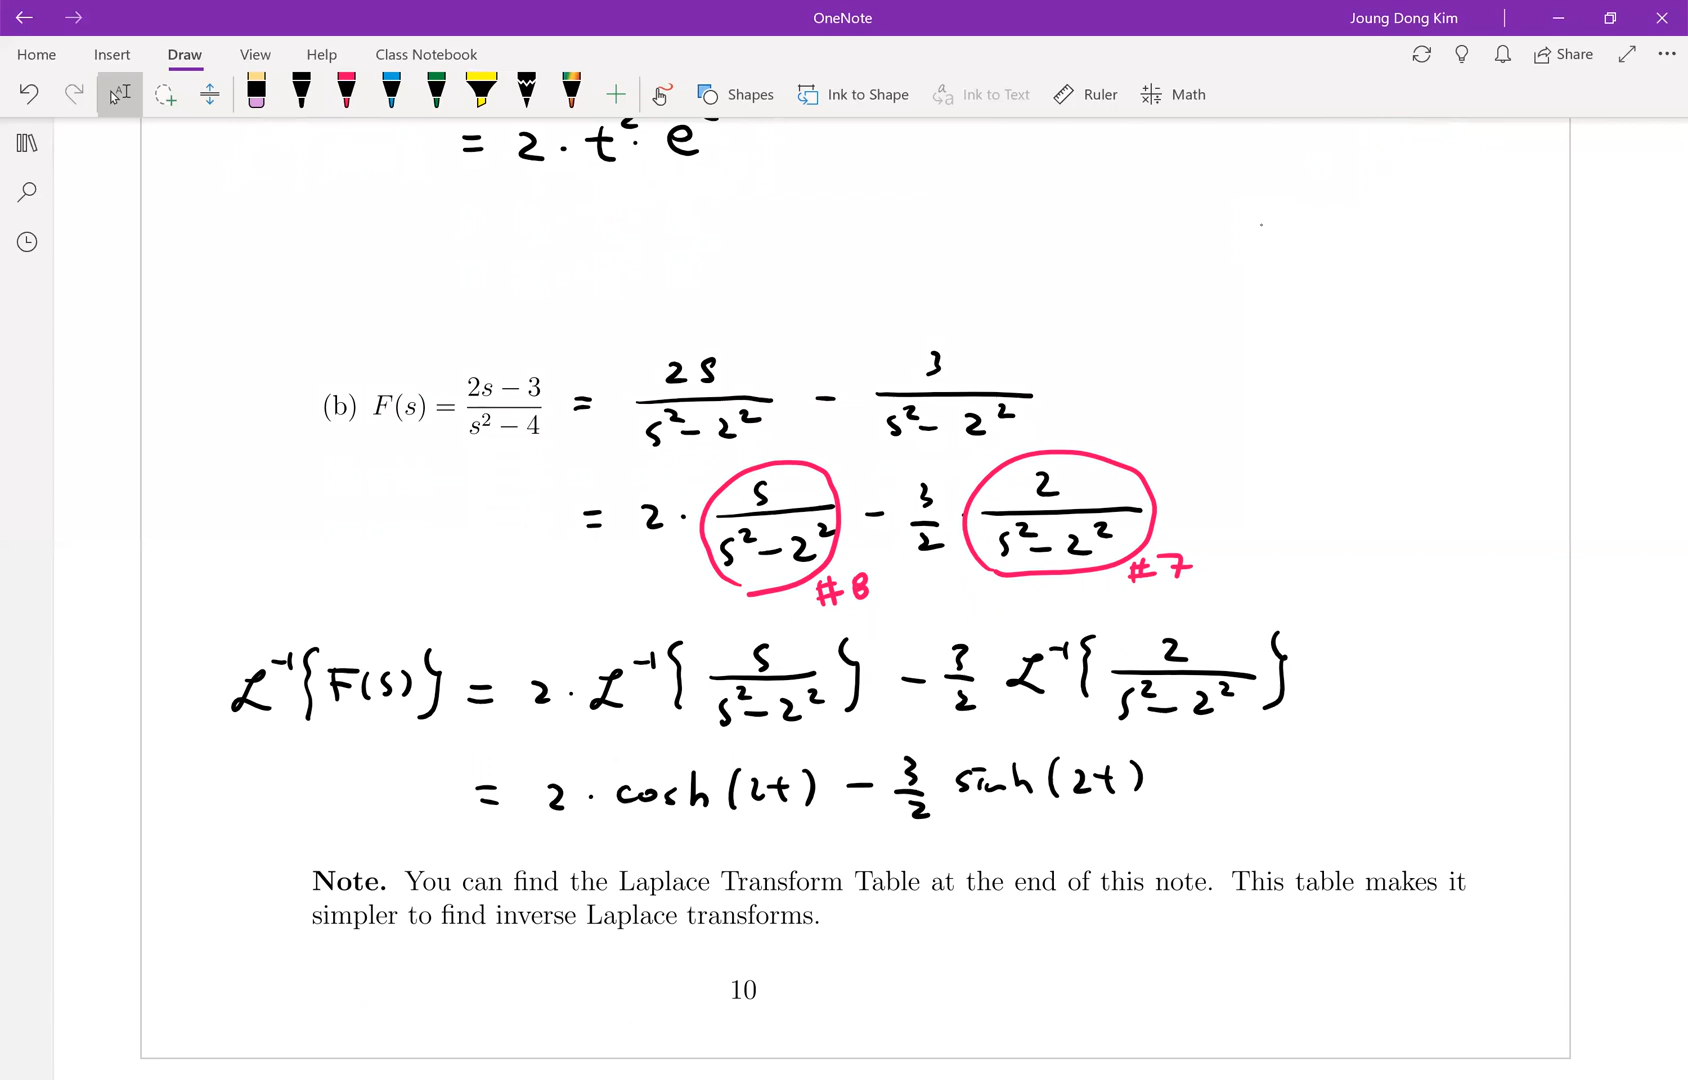 OneNote
Joung Dong Kim
Home Insert Draw View Help Class Notebook
Share
Shapes Ink to Shape Ink to Text Ruler Math
= 2 · t² · e
(b) F(s) = (2s − 3)/(s² − 4) = 2s/(s² − 2²) − 3/(s² − 2²)
= 2 · s/(s² − 2²) − 3/2 · 2/(s² − 2²)
#8 #7
ℒ⁻¹{F(s)} = 2 · ℒ⁻¹{s/(s² − 2²)} − 3/2 ℒ⁻¹{2/(s² − 2²)}
= 2 · cosh(2t) − 3/2 sinh(2t)
Note. You can find the Laplace Transform Table at the end of this note. This table makes it
simpler to find inverse Laplace transforms.
10